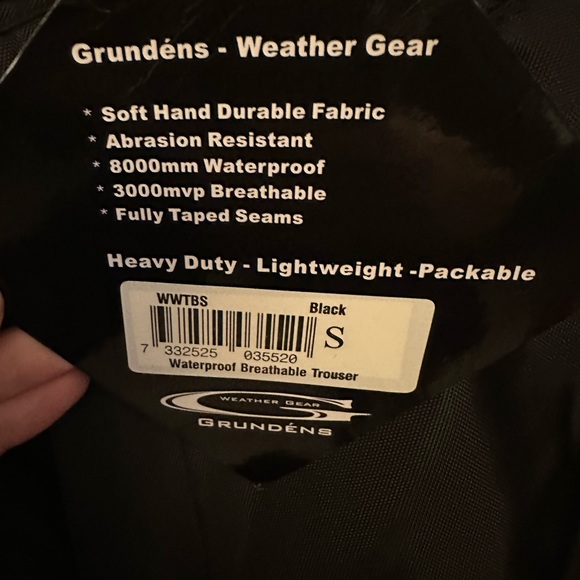 Grundéns - Weather Gear
* Soft Hand Durable Fabric
* Abrasion Resistant
* 8000mm Waterproof
* 3000mvp Breathable
* Fully Taped Seams
Heavy Duty - Lightweight -Packable
WWTBS Black
S
7 332525 035520
Waterproof Breathable Trouser
WEATHER GEAR
GRUNDÉNS